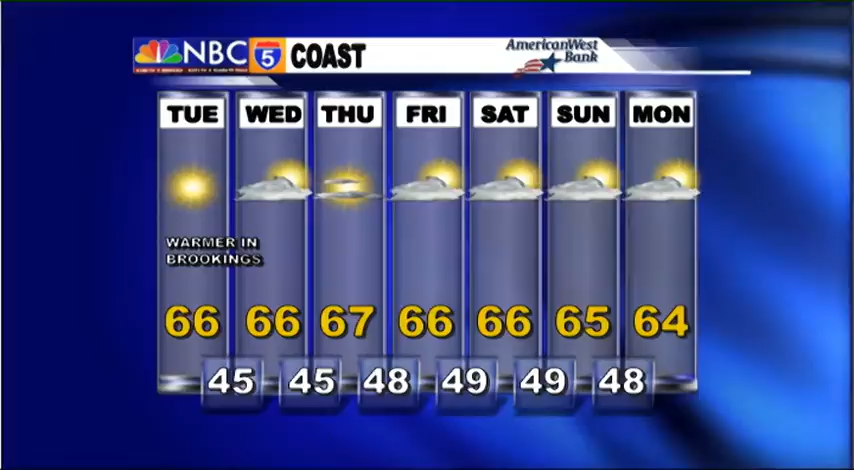 NBC 5 COAST
AmericanWest
Bank
TUE WED THU FRI SAT SUN MON
WARMER IN
BROOKINGS
66 66 67 66 66 65 64
45 45 48 49 49 48